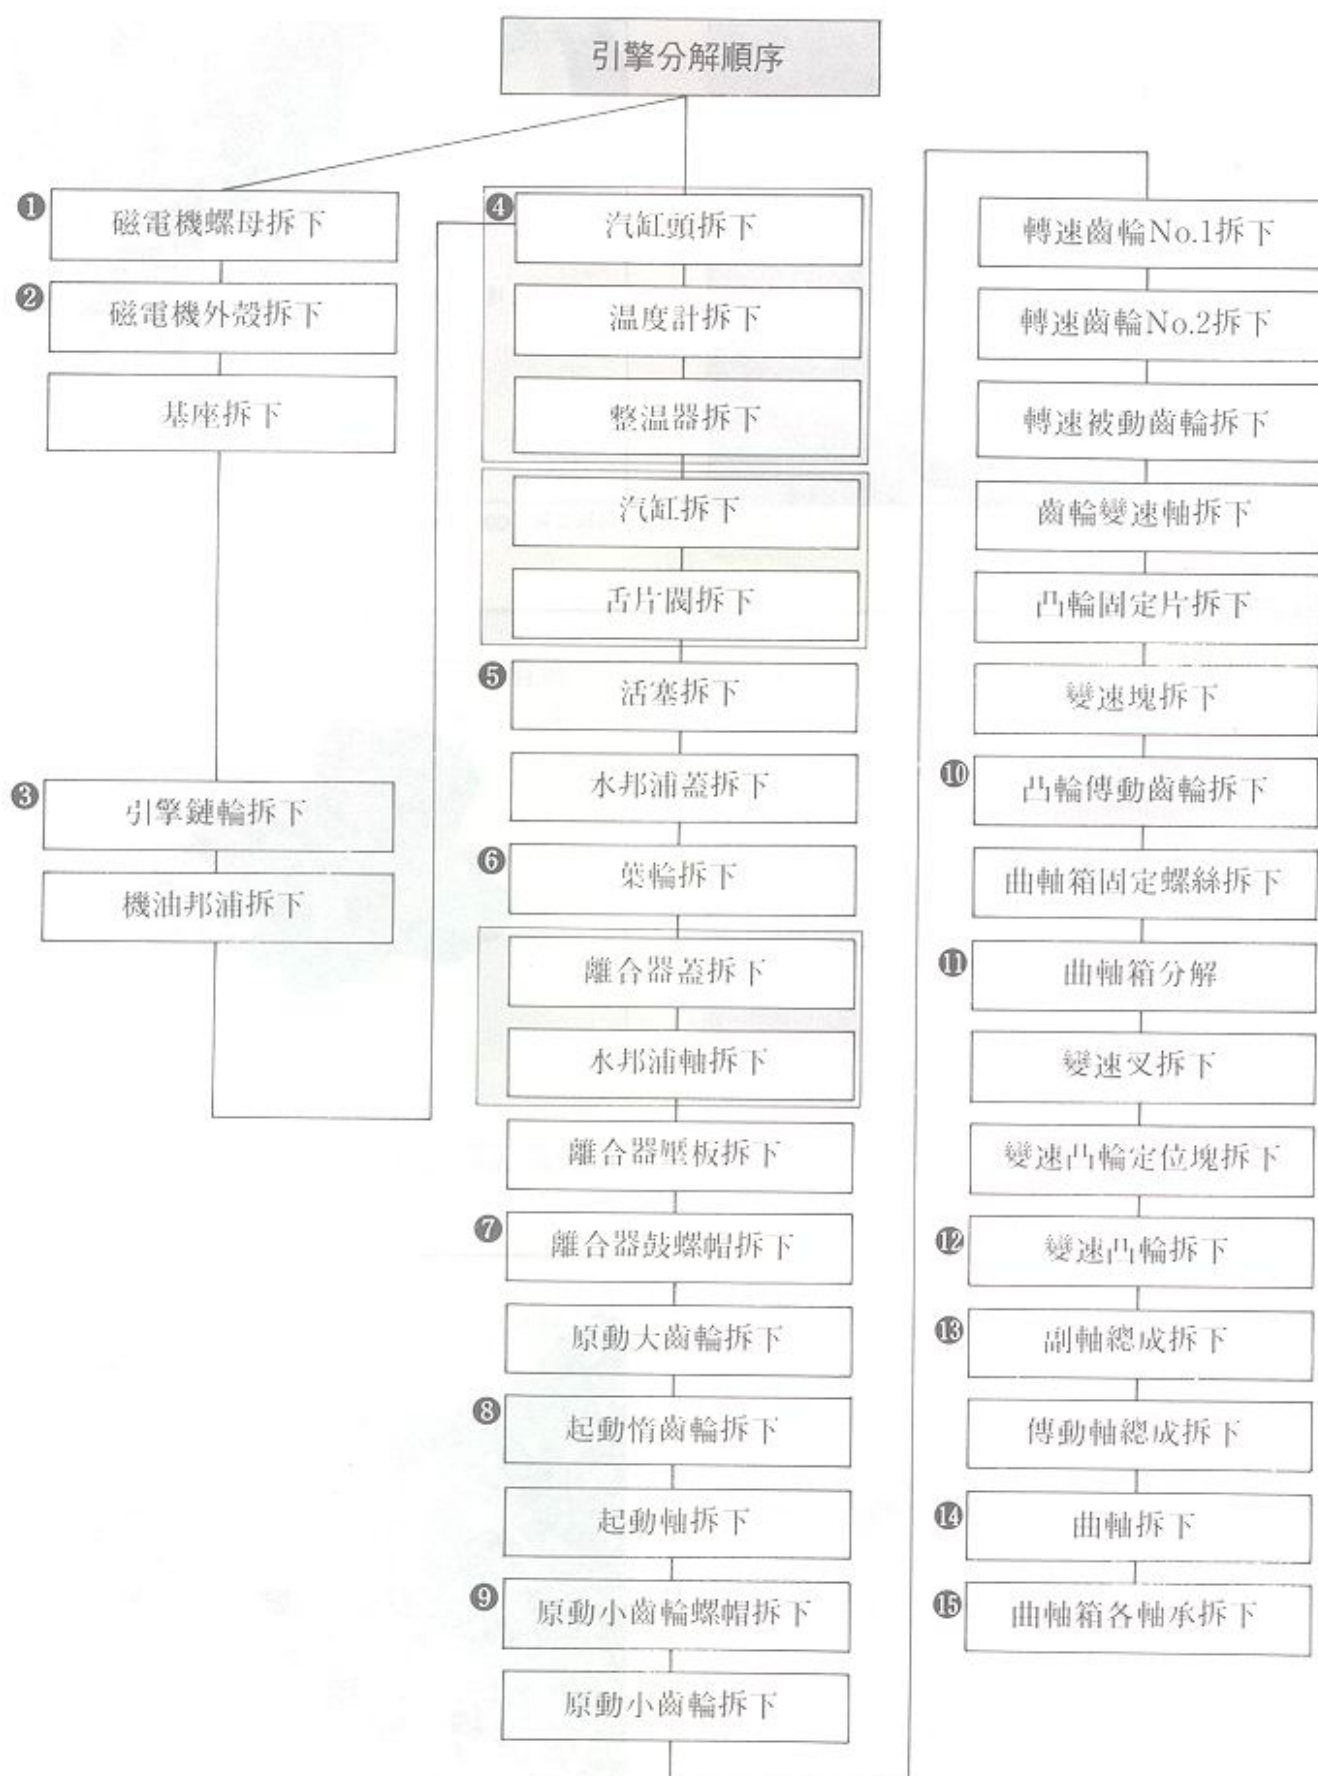 引擎分解順序
❶ 磁電機螺母拆下
❷ 磁電機外殼拆下
基座拆下
❸ 引擎鏈輪拆下
機油邦浦拆下
❹ 汽缸頭拆下
温度計拆下
整温器拆下
汽缸拆下
舌片閥拆下
❺ 活塞拆下
水邦浦蓋拆下
❻ 葉輪拆下
離合器蓋拆下
水邦浦軸拆下
離合器壓板拆下
❼ 離合器鼓螺帽拆下
原動大齒輪拆下
❽ 起動惰齒輪拆下
起動軸拆下
❾ 原動小齒輪螺帽拆下
原動小齒輪拆下
轉速齒輪No.1拆下
轉速齒輪No.2拆下
轉速被動齒輪拆下
齒輪變速軸拆下
凸輪固定片拆下
變速塊拆下
❿ 凸輪傳動齒輪拆下
曲軸箱固定螺絲拆下
⓫ 曲軸箱分解
變速叉拆下
變速凸輪定位塊拆下
⓬ 變速凸輪拆下
⓭ 副軸總成拆下
傳動軸總成拆下
⓮ 曲軸拆下
⓯ 曲軸箱各軸承拆下